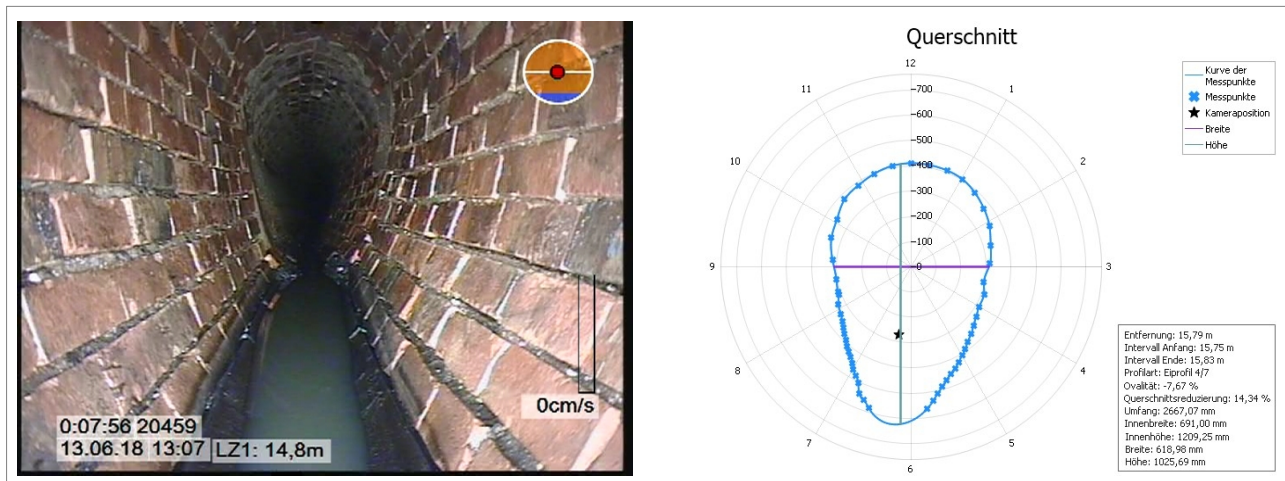 0:07:56 20459
13.06.18 13:07 LZ1: 14,8m
0cm/s
Querschnitt
12
11
1
10
2
9
3
8
4
7
5
6
-700
-600
-500
-400
-300
-200
-100
-0
Kurve der
Messpunkte
Messpunkte
Kameraposition
Breite
Höhe
Entfernung: 15,79 m
Intervall Anfang: 15,75 m
Intervall Ende: 15,83 m
Profilart: Eiprofil 4/7
Ovalität: -7,67 %
Querschnittsreduzierung: 14,34 %
Umfang: 2667,07 mm
Innenbreite: 691,00 mm
Innenhöhe: 1209,25 mm
Breite: 618,98 mm
Höhe: 1025,69 mm